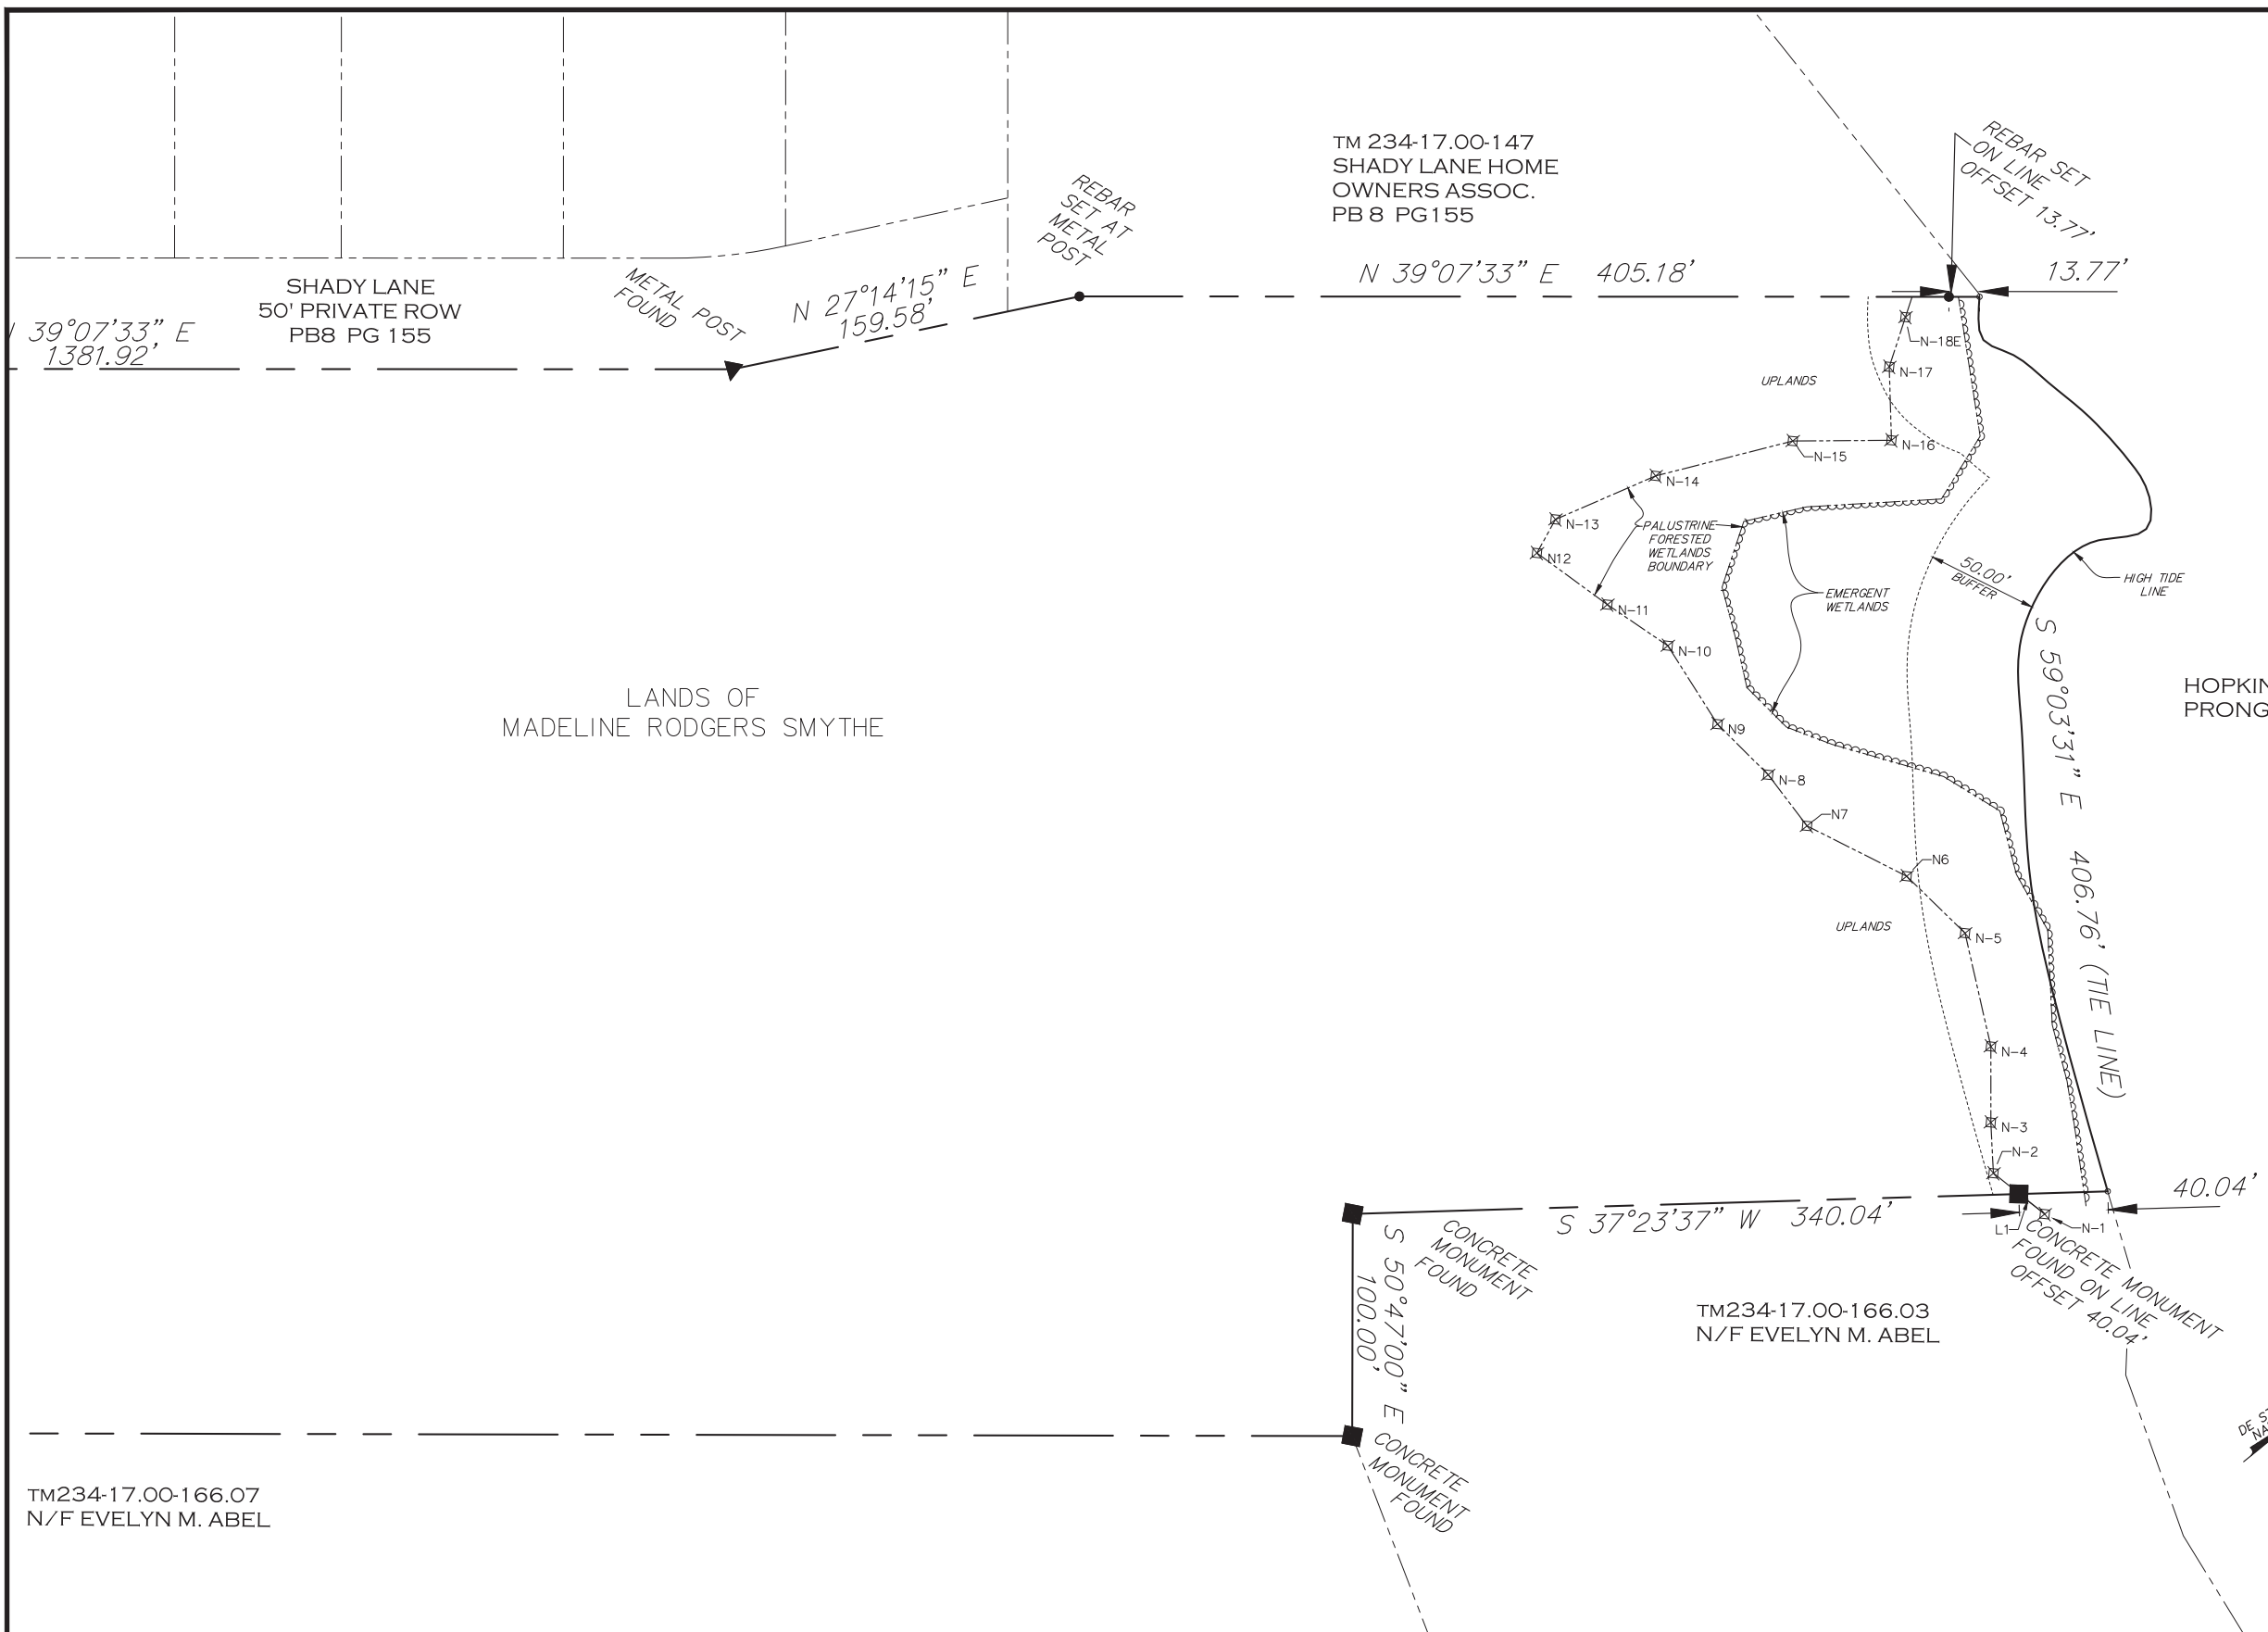 TM 234-17.00-147
SHADY LANE HOME
OWNERS ASSOC.
PB 8 PG155
REBAR SET
ON LINE
OFFSET 13.77'
REBAR
SET AT
METAL
POST
13.77'
N 39°07'33" E 405.18'
METAL POST
FOUND
N 27°14'15" E
159.58'
SHADY LANE
50' PRIVATE ROW
PB8 PG 155
39°07'33" E
1381.92'
N-18E
N-17
UPLANDS
N-16
N-15
N-14
N-13
N12
PALUSTRINE
FORESTED
WETLANDS
BOUNDARY
50.00'
BUFFER
HIGH TIDE
LINE
EMERGENT
WETLANDS
N-11
N-10
S 59°03'31" E 406.76' (TIE LINE)
LANDS OF
MADELINE RODGERS SMYTHE
HOPKIN
PRONG
N9
N-8
N7
N6
UPLANDS
N-5
N-4
N-3
N-2
40.04'
S 37°23'37" W 340.04'
L1
N-1
CONCRETE
MONUMENT
FOUND
CONCRETE MONUMENT
FOUND ON LINE
OFFSET 40.04'
S 50°47'00" E
100.00'
TM234-17.00-166.03
N/F EVELYN M. ABEL
CONCRETE
MONUMENT
FOUND
TM234-17.00-166.07
N/F EVELYN M. ABEL
DE